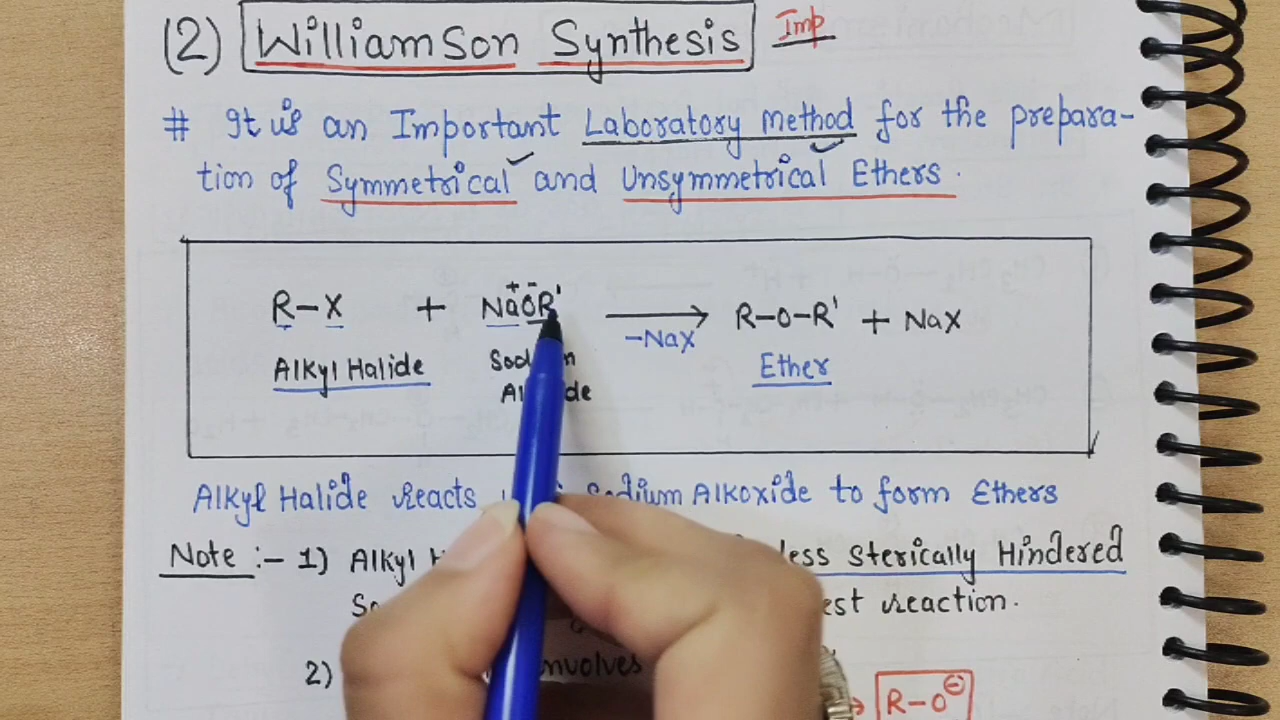 (2) Williamson Synthesis Imp
# It is an Important Laboratory method for the prepara-
tion of Symmetrical and Unsymmetrical Ethers.
R-X + Na⁺O⁻R' → R-O-R' + NaX
-NaX
Alkyl Halide Ether
Alkyl Halide reacts Sodium Alkoxide to form Ethers
Note :- 1) Alkyl less Sterically Hindered
reaction.
2) involves
R-O⊖